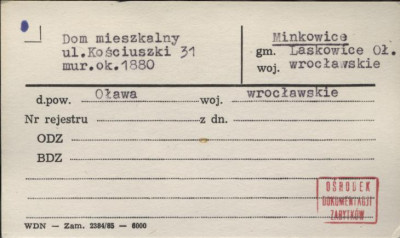 Dom mieszkalny
ul.Kościuszki 31
mur.ok.1880
Minkowice
gm. Laskowice Oł.
woj. wrocławskie
d.pow. Oława woj. wrocławskie
Nr rejestru z dn.
ODZ
BDZ
OŚRODEK
DOKUMENTACJI
ZABYTKÓW
WDN — Zam. 2384/65 — 6000